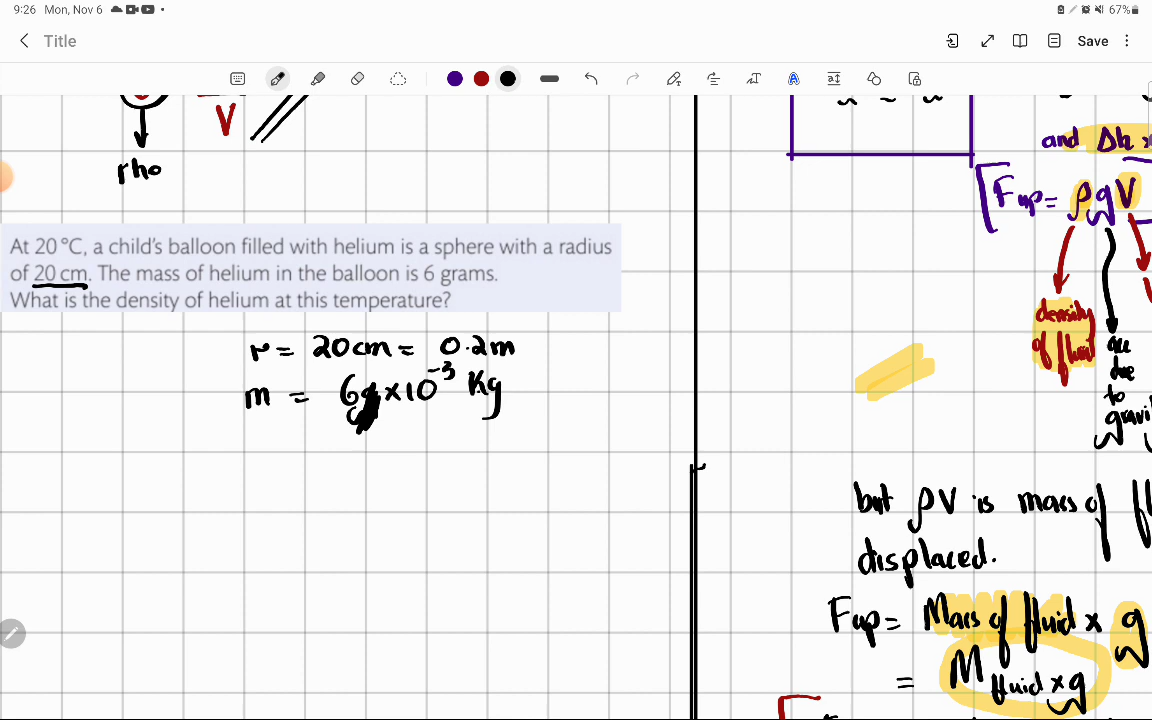 9:26 Mon, Nov 6
67%
Title
Save
V
rho
At 20 °C, a child's balloon filled with helium is a sphere with a radius
of 20 cm. The mass of helium in the balloon is 6 grams.
What is the density of helium at this temperature?
r = 20cm = 0.2m
m = 6g ×10⁻³ Kg
and Δh
Fup = ρgV
density
of fluid
acc
due
to
but ρV is mass of
displaced.
Fup = Mass of fluid × g
= M fluid × g